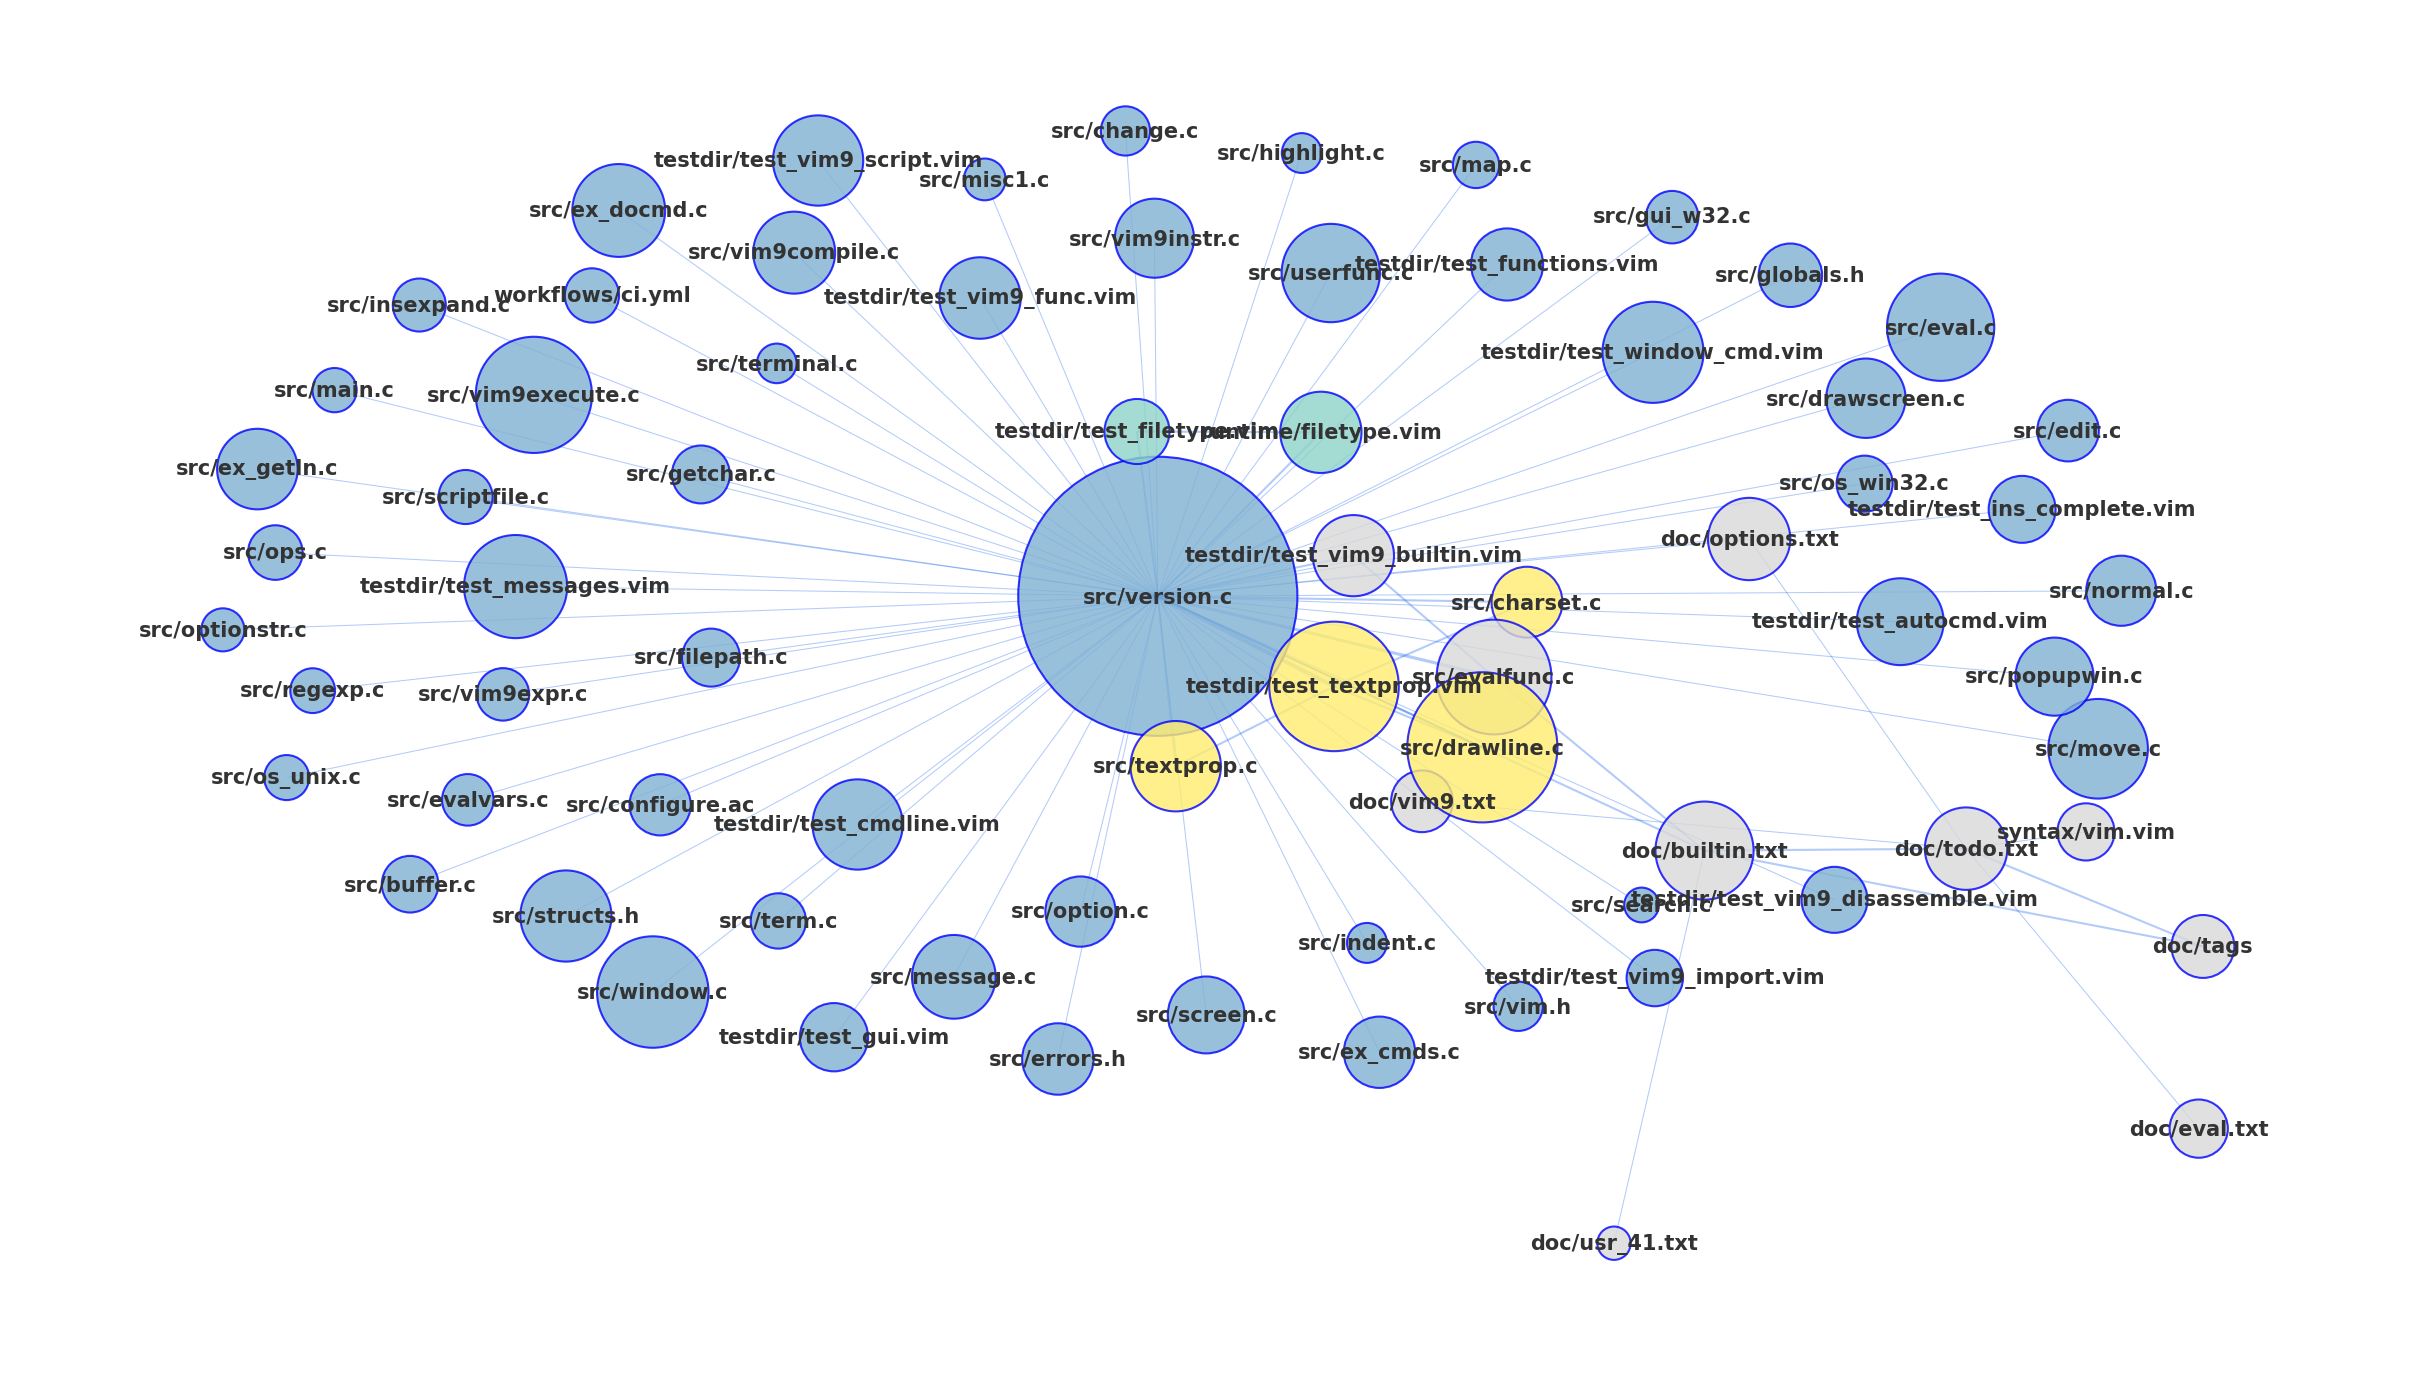 src/change.c
src/highlight.c
testdir/test_vim9_script.vim
src/map.c
src/misc1.c
src/ex_docmd.c
src/gui_w32.c
src/vim9instr.c
src/vim9compile.c
testdir/test_functions.vim
src/userfunc.c
src/globals.h
workflows/ci.yml
testdir/test_vim9_func.vim
src/insexpand.c
src/eval.c
testdir/test_window_cmd.vim
src/terminal.c
src/main.c
src/vim9execute.c
src/drawscreen.c
testdir/test_filetype.vim
runtime/filetype.vim
src/edit.c
src/ex_getln.c
src/getchar.c
src/os_win32.c
src/scriptfile.c
testdir/test_ins_complete.vim
doc/options.txt
src/ops.c
testdir/test_vim9_builtin.vim
testdir/test_messages.vim
src/normal.c
src/version.c
src/charset.c
testdir/test_autocmd.vim
src/optionstr.c
src/filepath.c
src/popupwin.c
src/evalfunc.c
testdir/test_textprop.vim
src/regexp.c
src/vim9expr.c
src/drawline.c
src/move.c
src/textprop.c
src/os_unix.c
src/evalvars.c
doc/vim9.txt
src/configure.ac
testdir/test_cmdline.vim
syntax/vim.vim
doc/builtin.txt
doc/todo.txt
src/buffer.c
testdir/test_vim9_disassemble.vim
src/search.c
src/option.c
src/structs.h
src/term.c
src/indent.c
doc/tags
src/message.c
testdir/test_vim9_import.vim
src/window.c
src/vim.h
src/screen.c
testdir/test_gui.vim
src/ex_cmds.c
src/errors.h
doc/eval.txt
doc/usr_41.txt